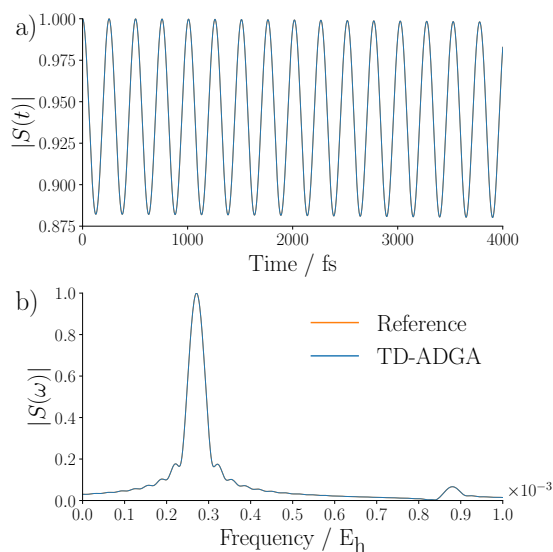 a)
1.000
0.975
0.950
0.925
0.900
0.875
|S(t)|
0
1000
2000
3000
4000
Time / fs
b)
1.0
0.8
0.6
0.4
0.2
0.0
|S(ω)|
Reference
TD-ADGA
0.0 0.1 0.2 0.3 0.4 0.5 0.6 0.7 0.8 0.9 1.0
×10⁻³
Frequency / E_h